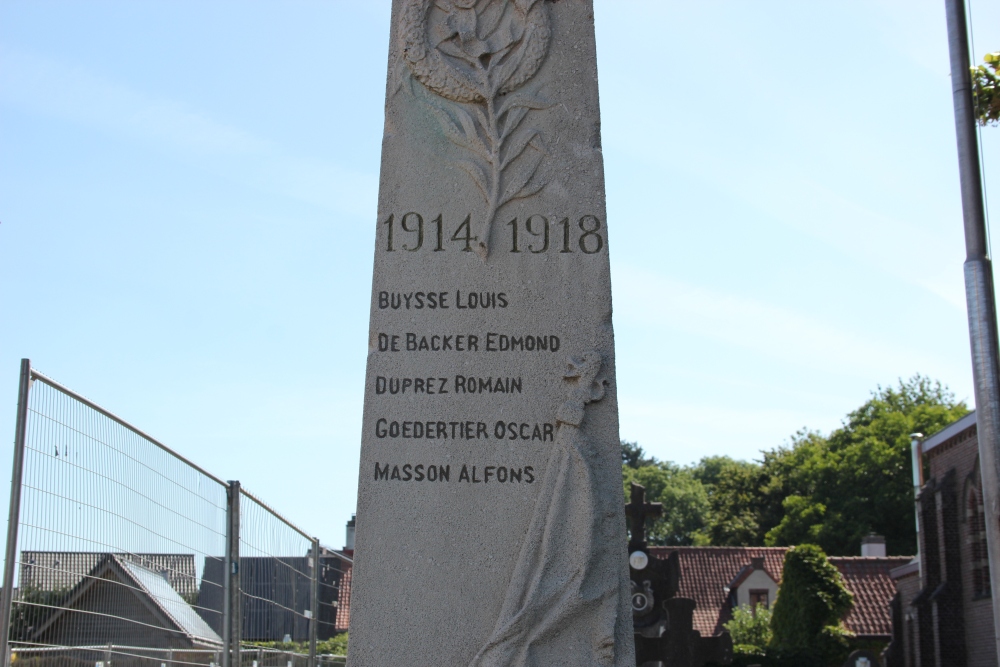 1914 1918
BUYSSE LOUIS
DE BACKER EDMOND
DUPREZ ROMAIN
GOEDERTIER OSCAR
MASSON ALFONS